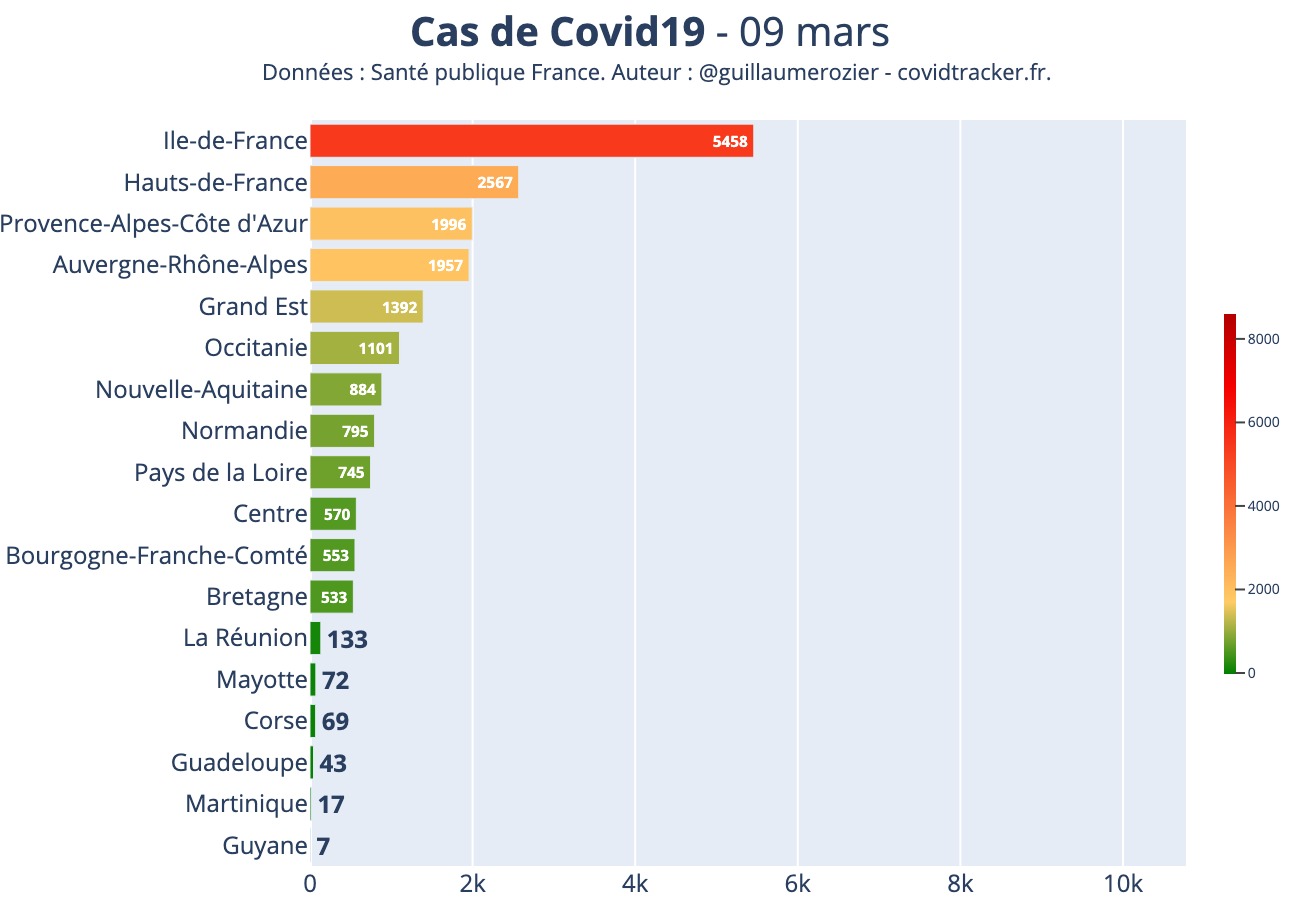 Cas de Covid19 - 09 mars
Données : Santé publique France. Auteur : @guillaumerozier - covidtracker.fr.
Ile-de-France 5458
Hauts-de-France 2567
Provence-Alpes-Côte d'Azur 1996
Auvergne-Rhône-Alpes 1957
Grand Est 1392
Occitanie 1101
Nouvelle-Aquitaine 884
Normandie 795
Pays de la Loire 745
Centre 570
Bourgogne-Franche-Comté 553
Bretagne 533
La Réunion 133
Mayotte 72
Corse 69
Guadeloupe 43
Martinique 17
Guyane 7
0 2k 4k 6k 8k 10k
8000
6000
4000
2000
0